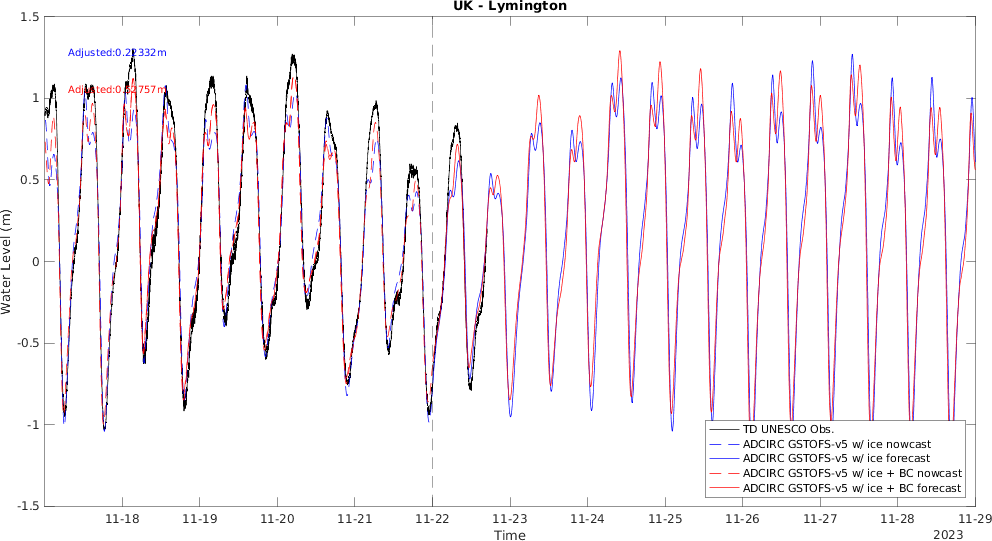 UK - Lymington
1.5
1
0.5
0
-0.5
-1
-1.5
Water Level (m)
Adjusted:0.22332m
Adjusted:0.52757m
TD UNESCO Obs.
ADCIRC GSTOFS-v5 w/ ice nowcast
ADCIRC GSTOFS-v5 w/ ice forecast
ADCIRC GSTOFS-v5 w/ ice + BC nowcast
ADCIRC GSTOFS-v5 w/ ice + BC forecast
11-18 11-19 11-20 11-21 11-22 11-23 11-24 11-25 11-26 11-27 11-28 11-29
Time
2023